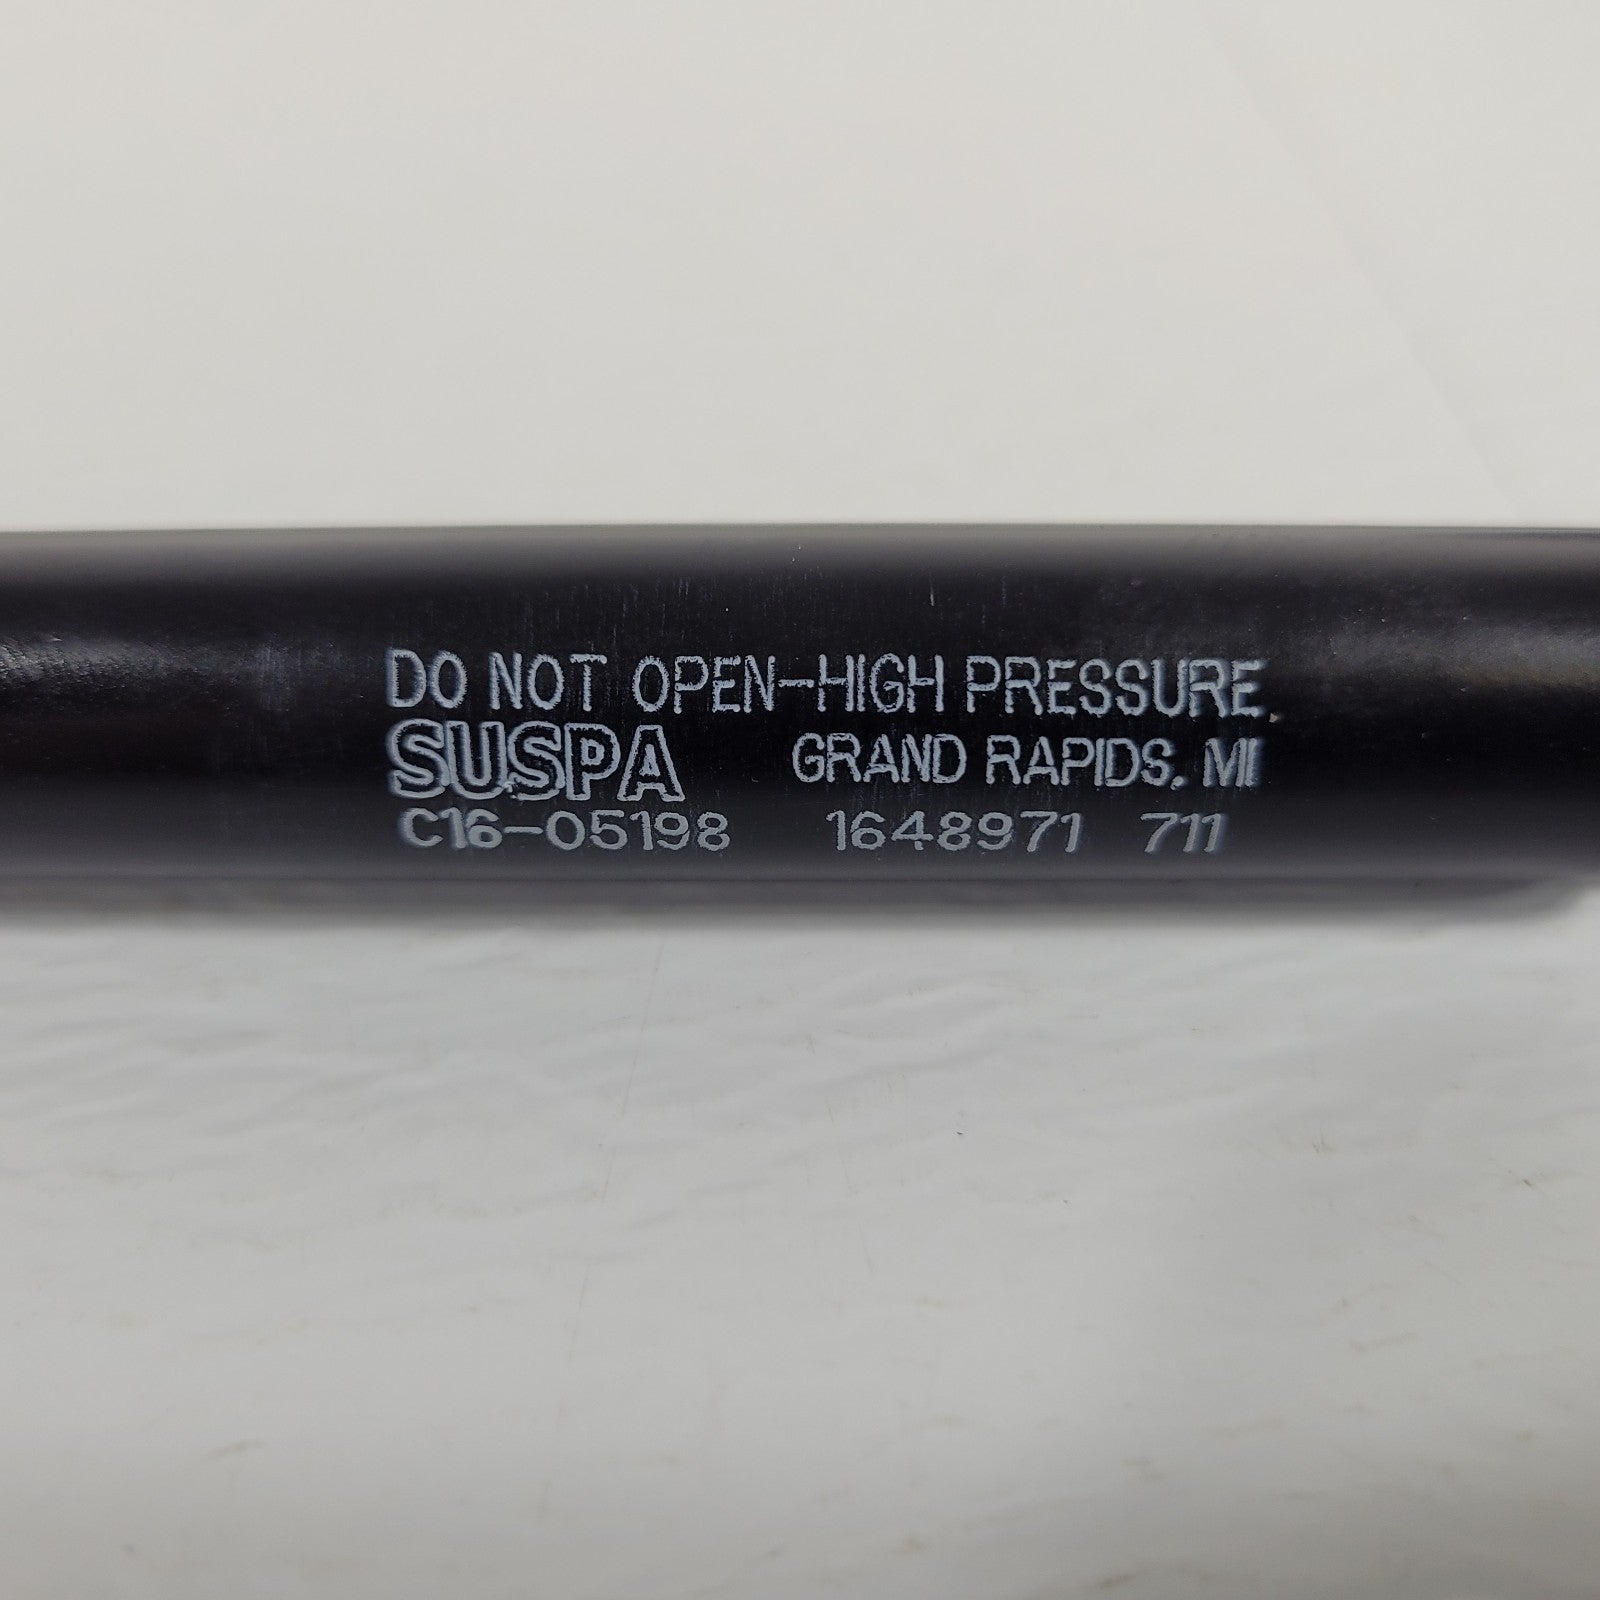 DO NOT OPEN-HIGH PRESSURE
SUSPA GRAND RAPIDS, MI
C16-05198 1648971 711